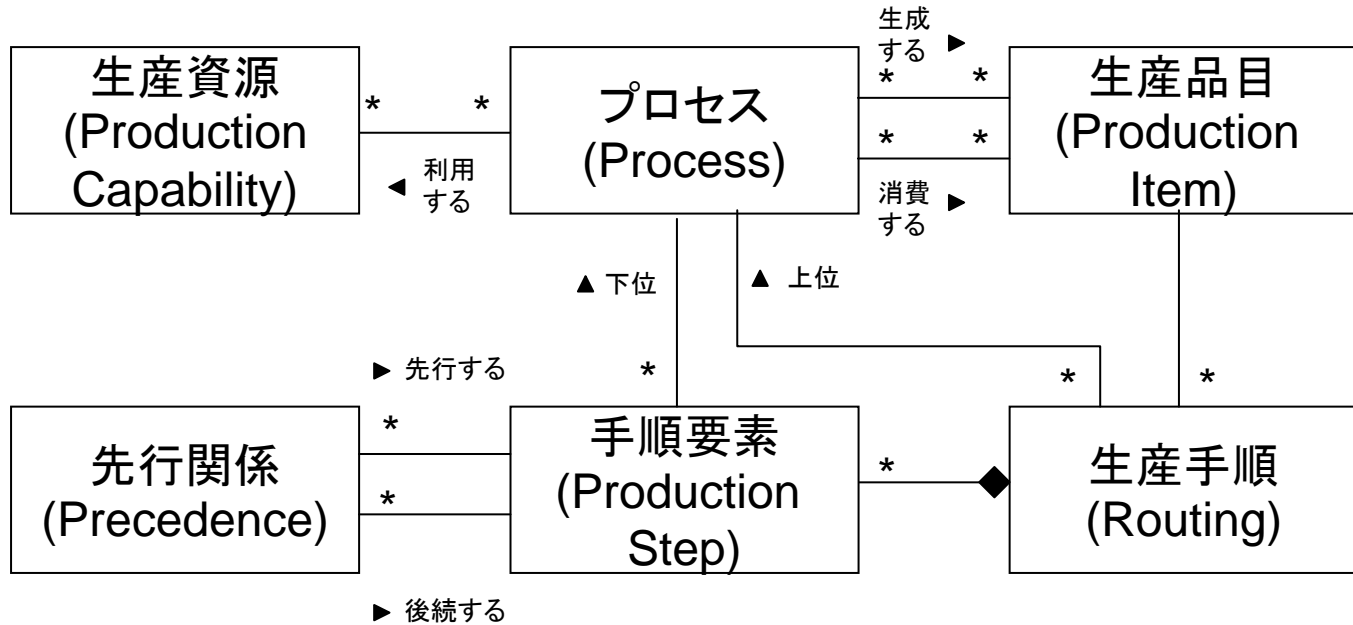 生産資源
(Production
Capability)
*
*
◄ 利用
する
プロセス
(Process)
生成
する ►
*
*
*
*
消費
する ►
生産品目
(Production
Item)
▲ 下位
▲ 上位
► 先行する
*
*
*
先行関係
(Precedence)
*
*
► 後続する
手順要素
(Production
Step)
*
生産手順
(Routing)